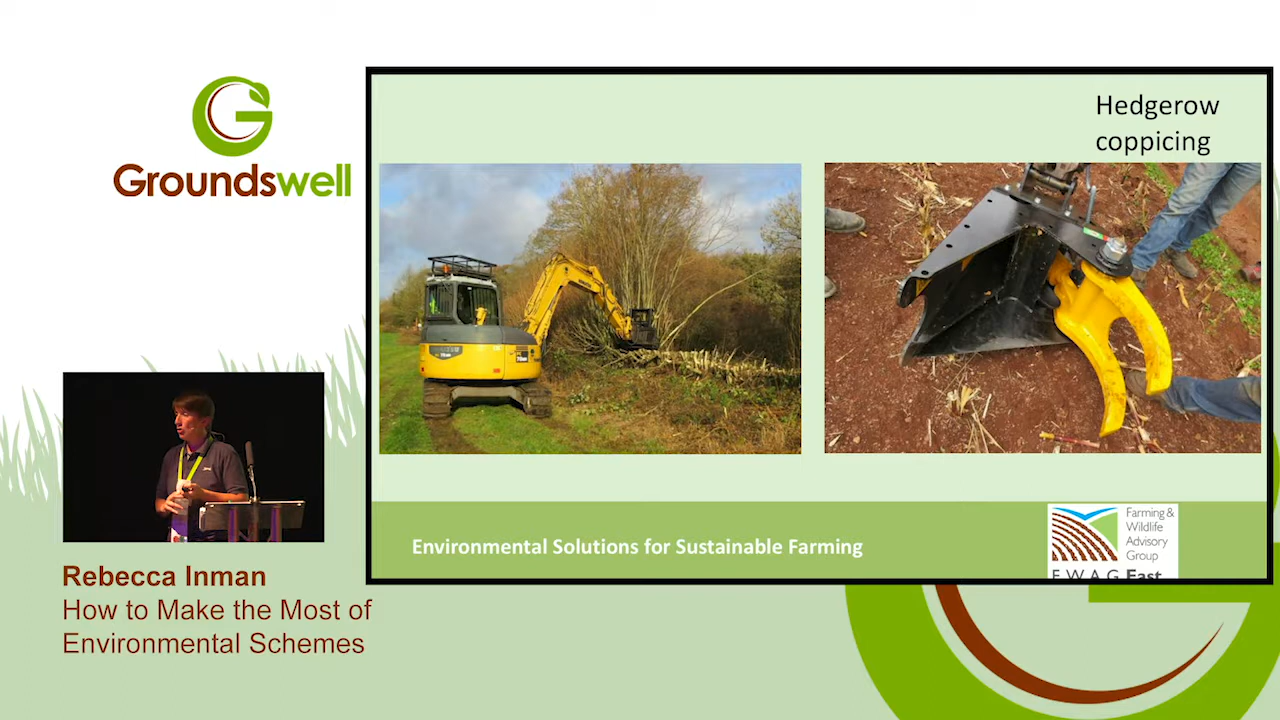 Groundswell
Hedgerow
coppicing
Environmental Solutions for Sustainable Farming
Farming &
Wildlife
Advisory
Group
F W A G East
Rebecca Inman
How to Make the Most of
Environmental Schemes